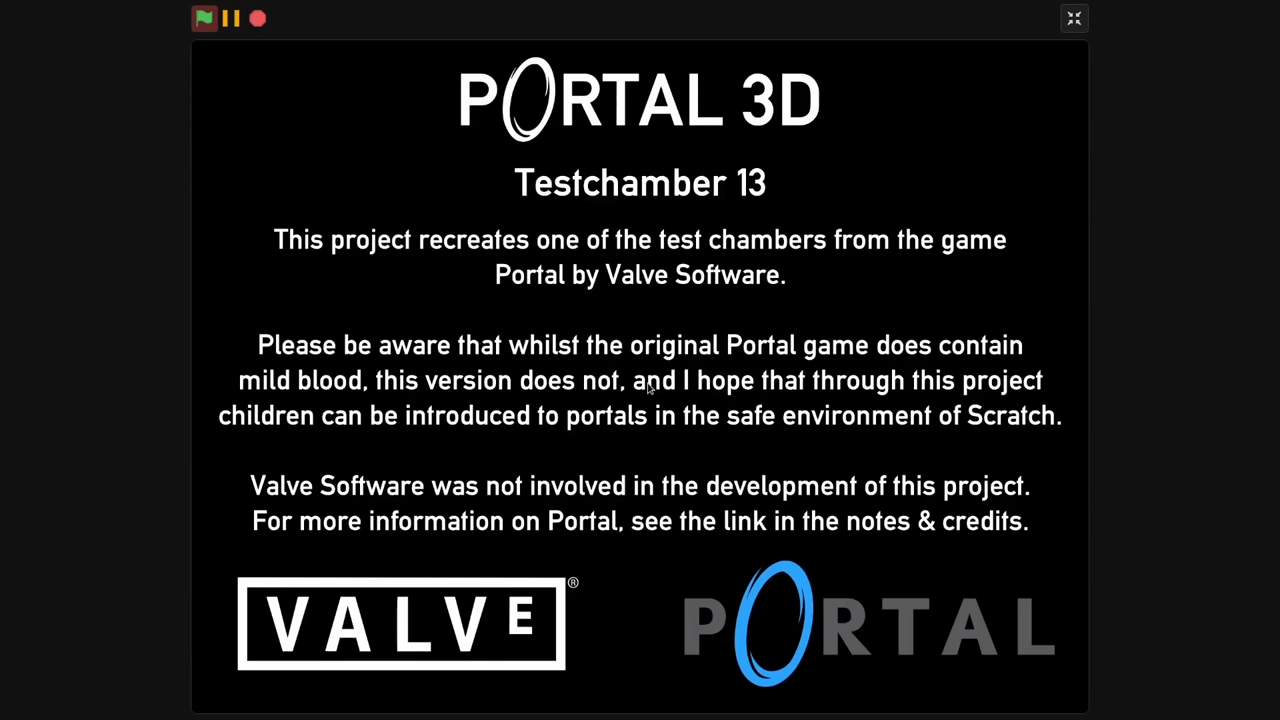 PORTAL 3D
Testchamber 13
This project recreates one of the test chambers from the game
Portal by Valve Software.
Please be aware that whilst the original Portal game does contain
mild blood, this version does not, and I hope that through this project
children can be introduced to portals in the safe environment of Scratch.
Valve Software was not involved in the development of this project.
For more information on Portal, see the link in the notes & credits.
VALVE®
PORTAL